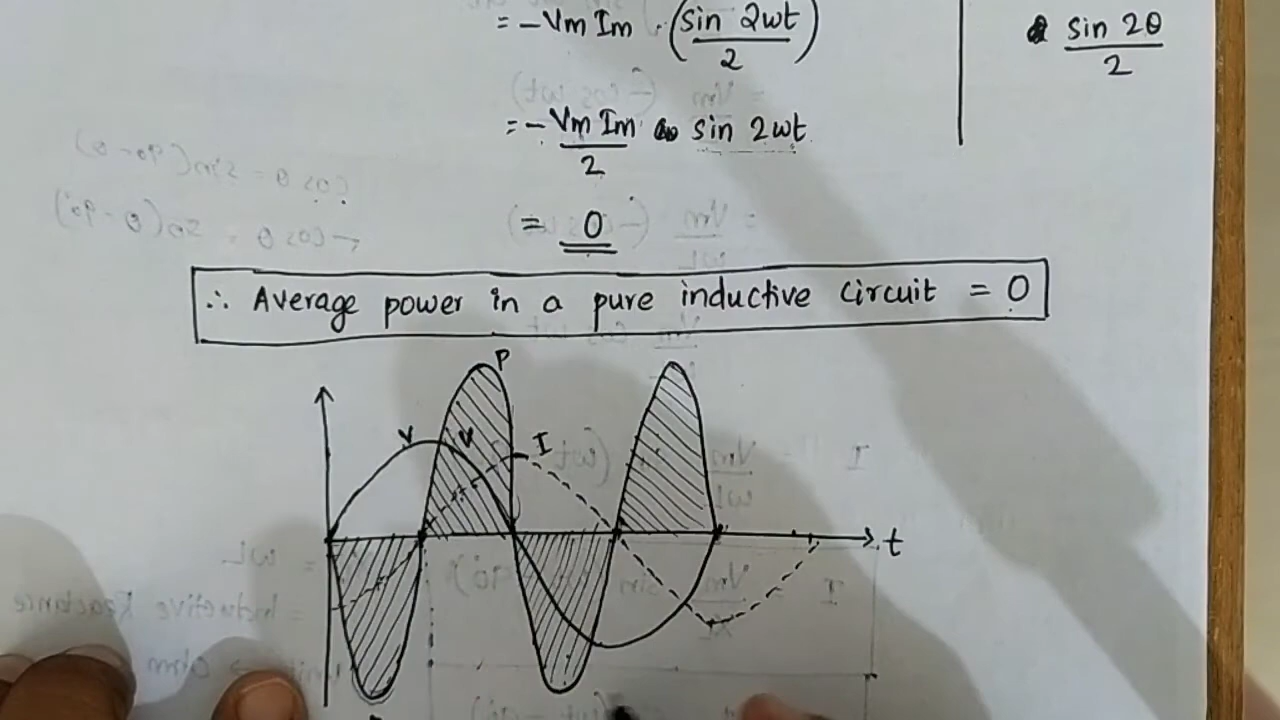 = - Vm Im . (sin 2ωt / 2)
sin 2θ / 2
= - Vm Im / 2 sin 2ωt
= 0
∴ Average power in a pure inductive circuit = 0
P
V
V
I
t